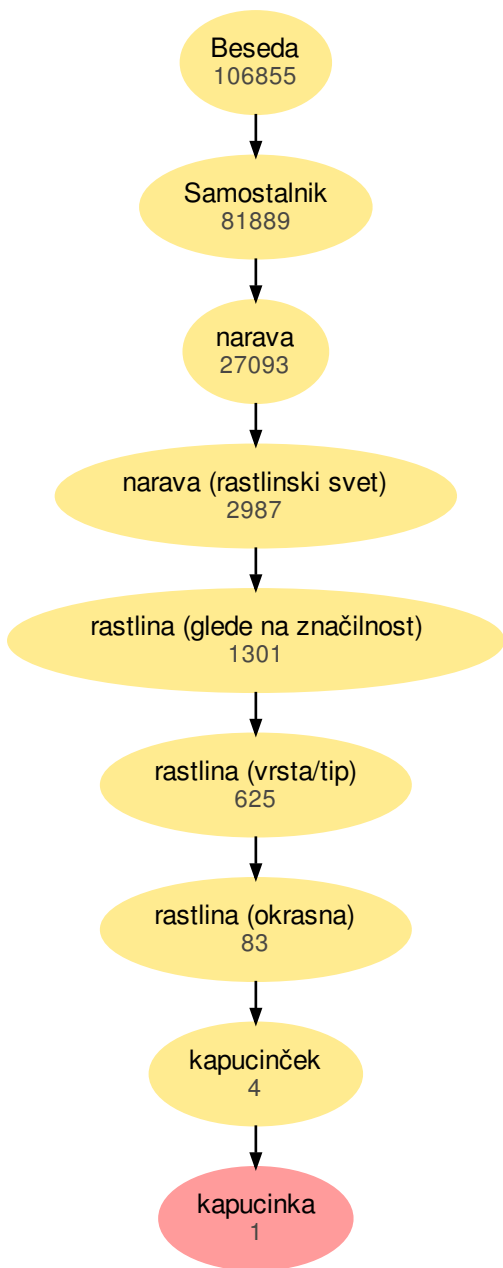 Beseda
106855
Samostalnik
81889
narava
27093
narava (rastlinski svet)
2987
rastlina (glede na značilnost)
1301
rastlina (vrsta/tip)
625
rastlina (okrasna)
83
kapucinček
4
kapucinka
1